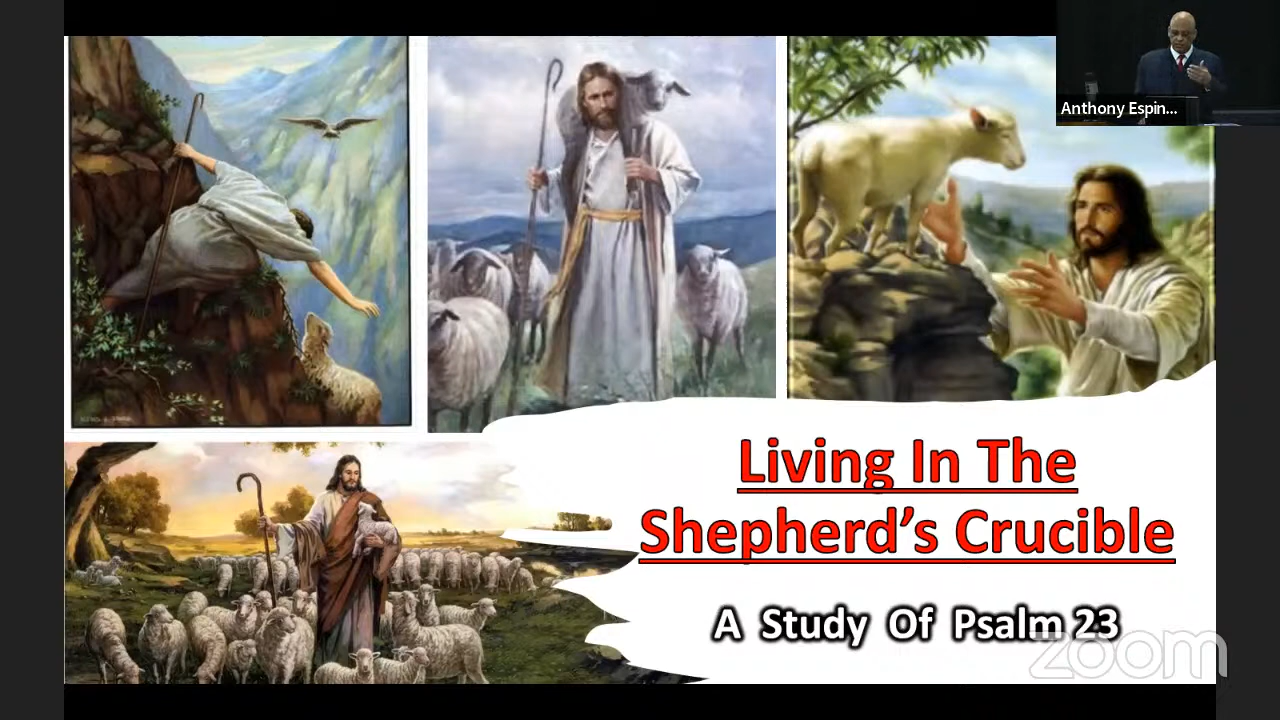 Anthony Espin...
Living In The
Shepherd's Crucible
A Study Of Psalm 23
zoom